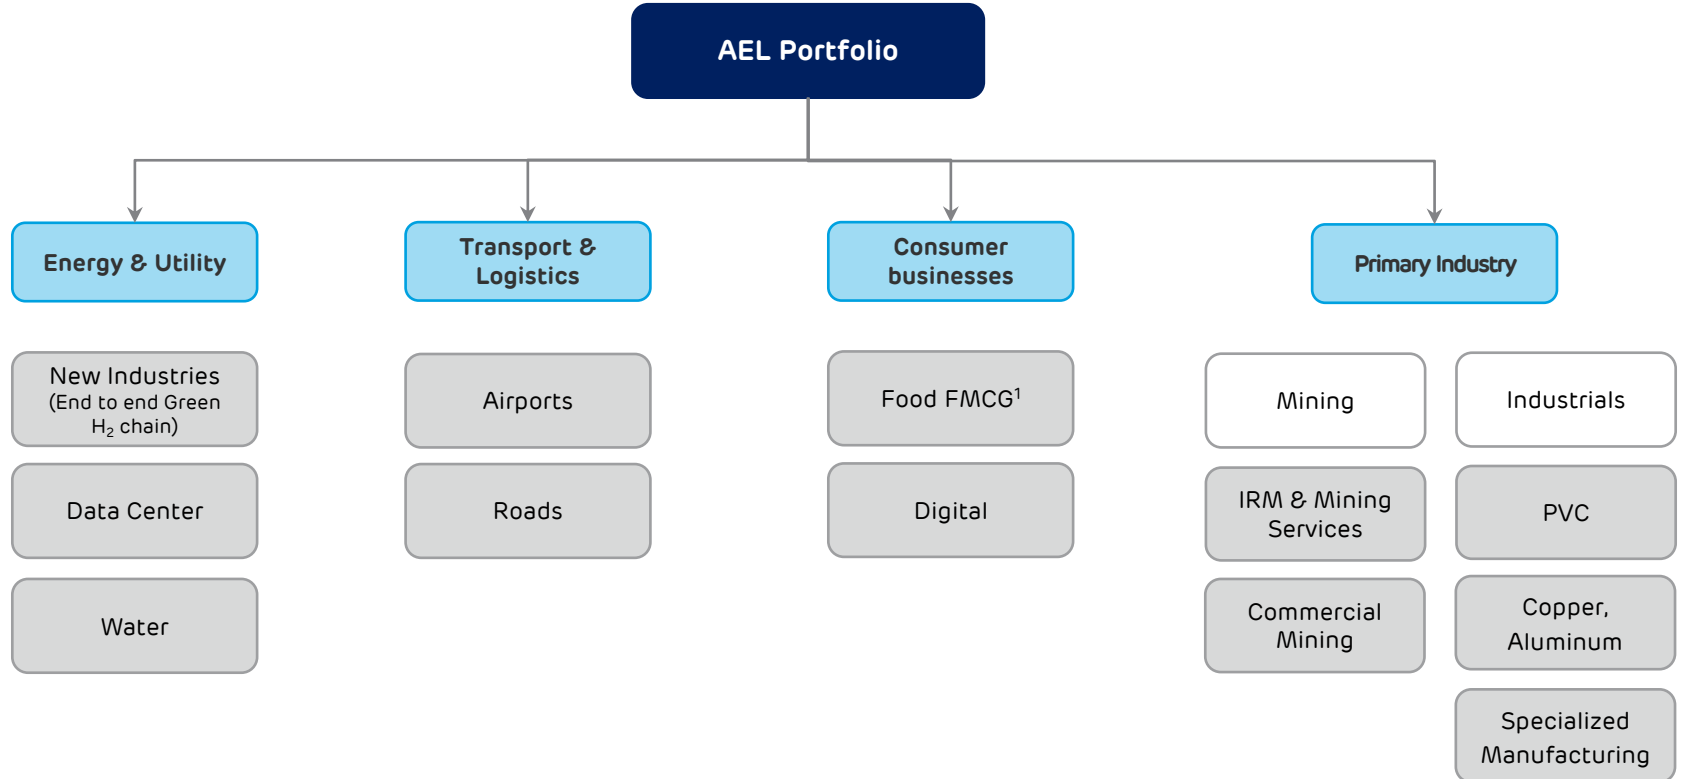 AEL Portfolio
Energy & Utility
Transport &
Logistics
Consumer
businesses
Primary Industry
New Industries
(End to end Green
H₂ chain)
Data Center
Water
Airports
Roads
Food FMCG¹
Digital
Mining
IRM & Mining
Services
Commercial
Mining
Industrials
PVC
Copper,
Aluminum
Specialized
Manufacturing